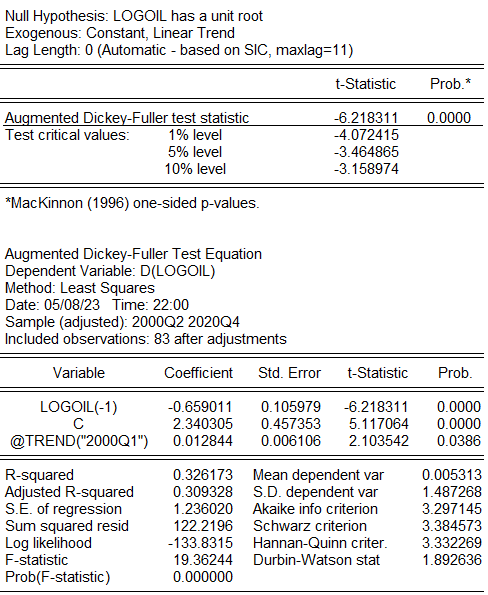 Null Hypothesis: LOGOIL has a unit root
Exogenous: Constant, Linear Trend
Lag Length: 0 (Automatic - based on SIC, maxlag=11)
t-Statistic Prob.*
Augmented Dickey-Fuller test statistic -6.218311 0.0000
Test critical values: 1% level -4.072415
5% level -3.464865
10% level -3.158974
*MacKinnon (1996) one-sided p-values.
Augmented Dickey-Fuller Test Equation
Dependent Variable: D(LOGOIL)
Method: Least Squares
Date: 05/08/23 Time: 22:00
Sample (adjusted): 2000Q2 2020Q4
Included observations: 83 after adjustments
Variable Coefficient Std. Error t-Statistic Prob.
LOGOIL(-1) -0.659011 0.105979 -6.218311 0.0000
C 2.340305 0.457353 5.117064 0.0000
@TREND("2000Q1") 0.012844 0.006106 2.103542 0.0386
R-squared 0.326173 Mean dependent var 0.005313
Adjusted R-squared 0.309328 S.D. dependent var 1.487268
S.E. of regression 1.236020 Akaike info criterion 3.297145
Sum squared resid 122.2196 Schwarz criterion 3.384573
Log likelihood -133.8315 Hannan-Quinn criter. 3.332269
F-statistic 19.36244 Durbin-Watson stat 1.892636
Prob(F-statistic) 0.000000